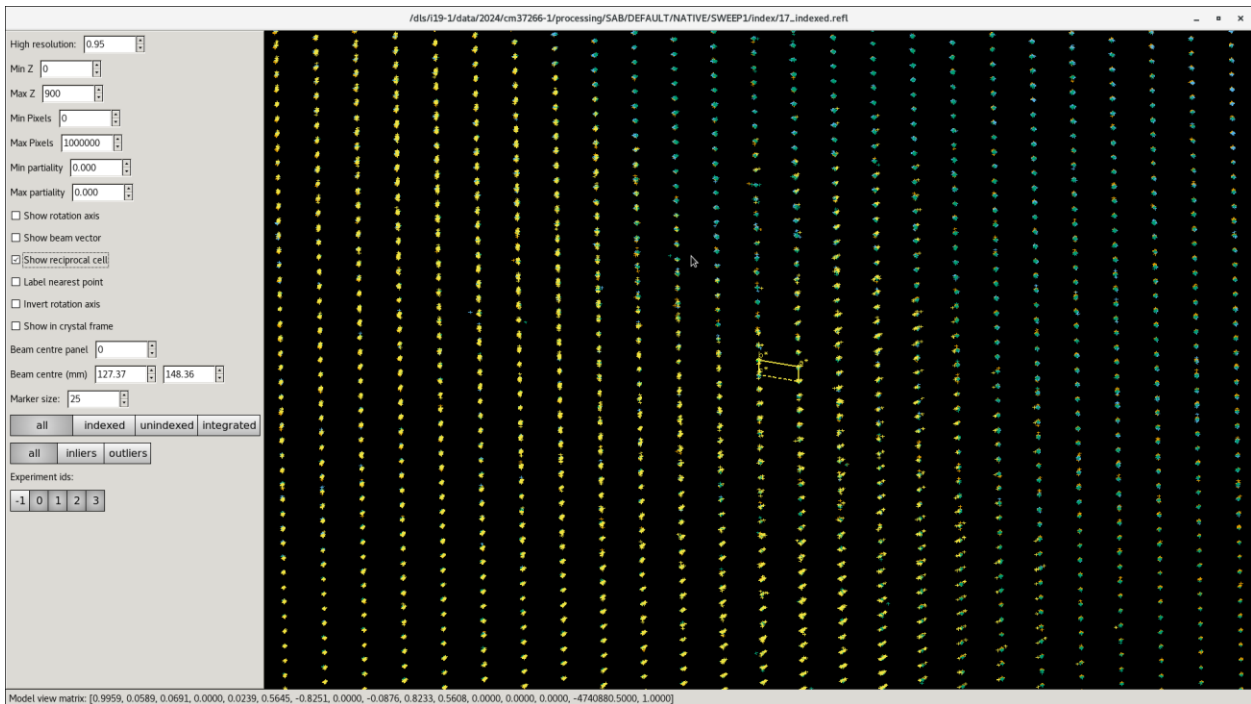 /dls/i19-1/data/2024/cm37266-1/processing/SAB/DEFAULT/NATIVE/SWEEP1/index/17_indexed.refl
High resolution: 0.95
Min Z 0
Max Z 900
Min Pixels 0
Max Pixels 1000000
Min partiality 0.000
Max partiality 0.000
Show rotation axis
Show beam vector
Show reciprocal cell
Label nearest point
Invert rotation axis
Show in crystal frame
Beam centre panel 0
Beam centre (mm) 127.37 148.36
Marker size: 25
all indexed unindexed integrated
all inliers outliers
Experiment ids:
-1 0 1 2 3
Model view matrix: [0.9959, 0.0589, 0.0691, 0.0000, 0.0239, 0.5645, -0.8251, 0.0000, -0.0876, 0.8233, 0.5608, 0.0000, 0.0000, 0.0000, -4740880.5000, 1.0000]